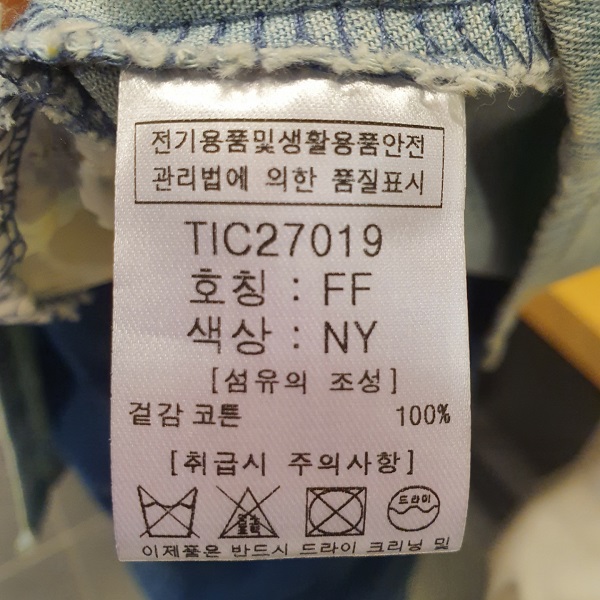 전기용품및생활용품안전
관리법에 의한 품질표시
TIC27019
호칭 : FF
색상 : NY
[섬유의 조성]
겉감 코튼 100%
[취급시 주의사항]
드라이
이제품은 반드시 드라이 크리닝 및